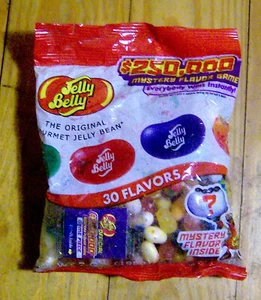 $250,000
MYSTERY FLAVOR GAME
Everybody Wins Instantly!
Jelly
Belly
THE ORIGINAL
GOURMET JELLY BEAN
Jelly
Belly
Jelly
Belly
30 FLAVORS
?
MYSTERY
FLAVOR
INSIDE